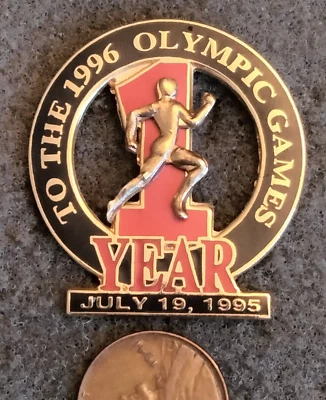 TO THE 1996 OLYMPIC GAMES
1
YEAR
JULY 19, 1995